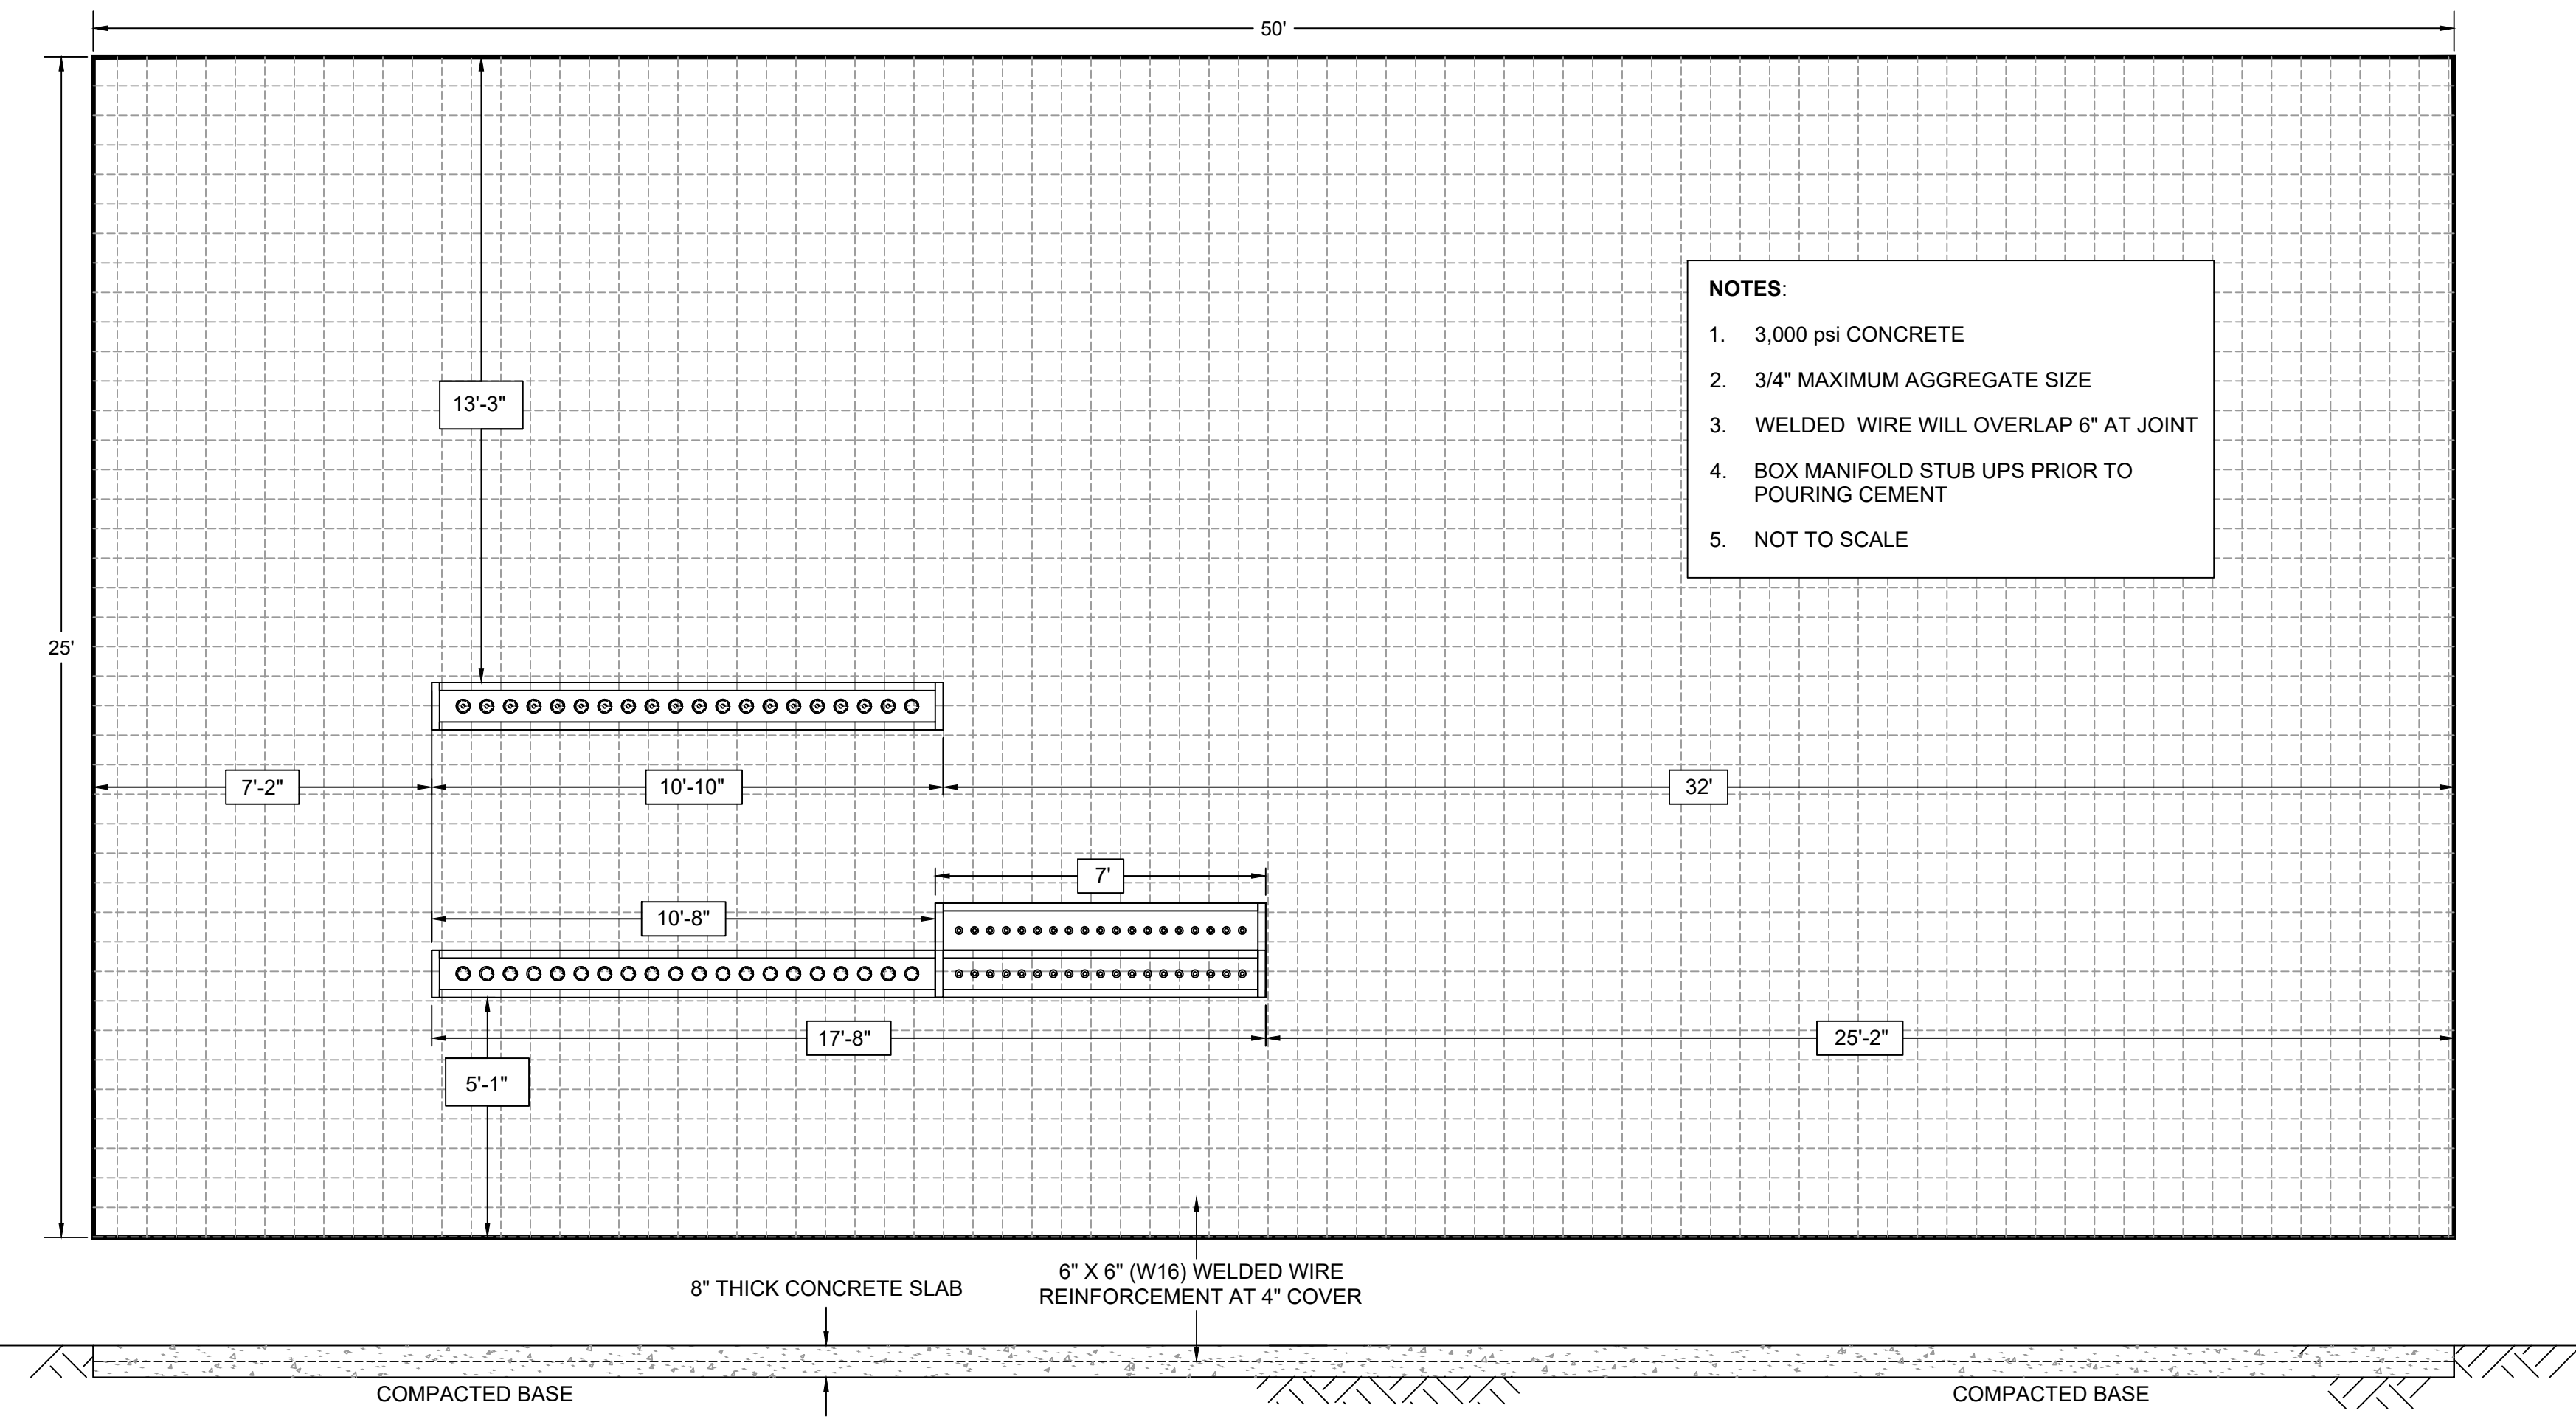 50'
25'
13'-3"
NOTES:
1. 3,000 psi CONCRETE
2. 3/4" MAXIMUM AGGREGATE SIZE
3. WELDED WIRE WILL OVERLAP 6" AT JOINT
4. BOX MANIFOLD STUB UPS PRIOR TO
POURING CEMENT
5. NOT TO SCALE
7'-2"
10'-10"
32'
7'
10'-8"
17'-8"
25'-2"
5'-1"
8" THICK CONCRETE SLAB
6" X 6" (W16) WELDED WIRE
REINFORCEMENT AT 4" COVER
COMPACTED BASE
COMPACTED BASE